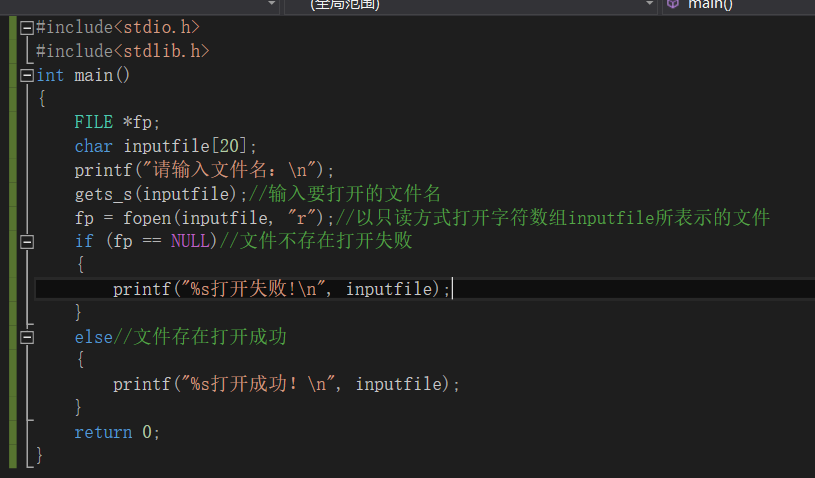 (全局范围)
main()
#include<stdio.h>
#include<stdlib.h>
int main()
{
FILE *fp;
char inputfile[20];
printf("请输入文件名：\n");
gets_s(inputfile);//输入要打开的文件名
fp = fopen(inputfile, "r");//以只读方式打开字符数组inputfile所表示的文件
if (fp == NULL)//文件不存在打开失败
{
printf("%s打开失败!\n", inputfile);
}
else//文件存在打开成功
{
printf("%s打开成功！\n", inputfile);
}
return 0;
}